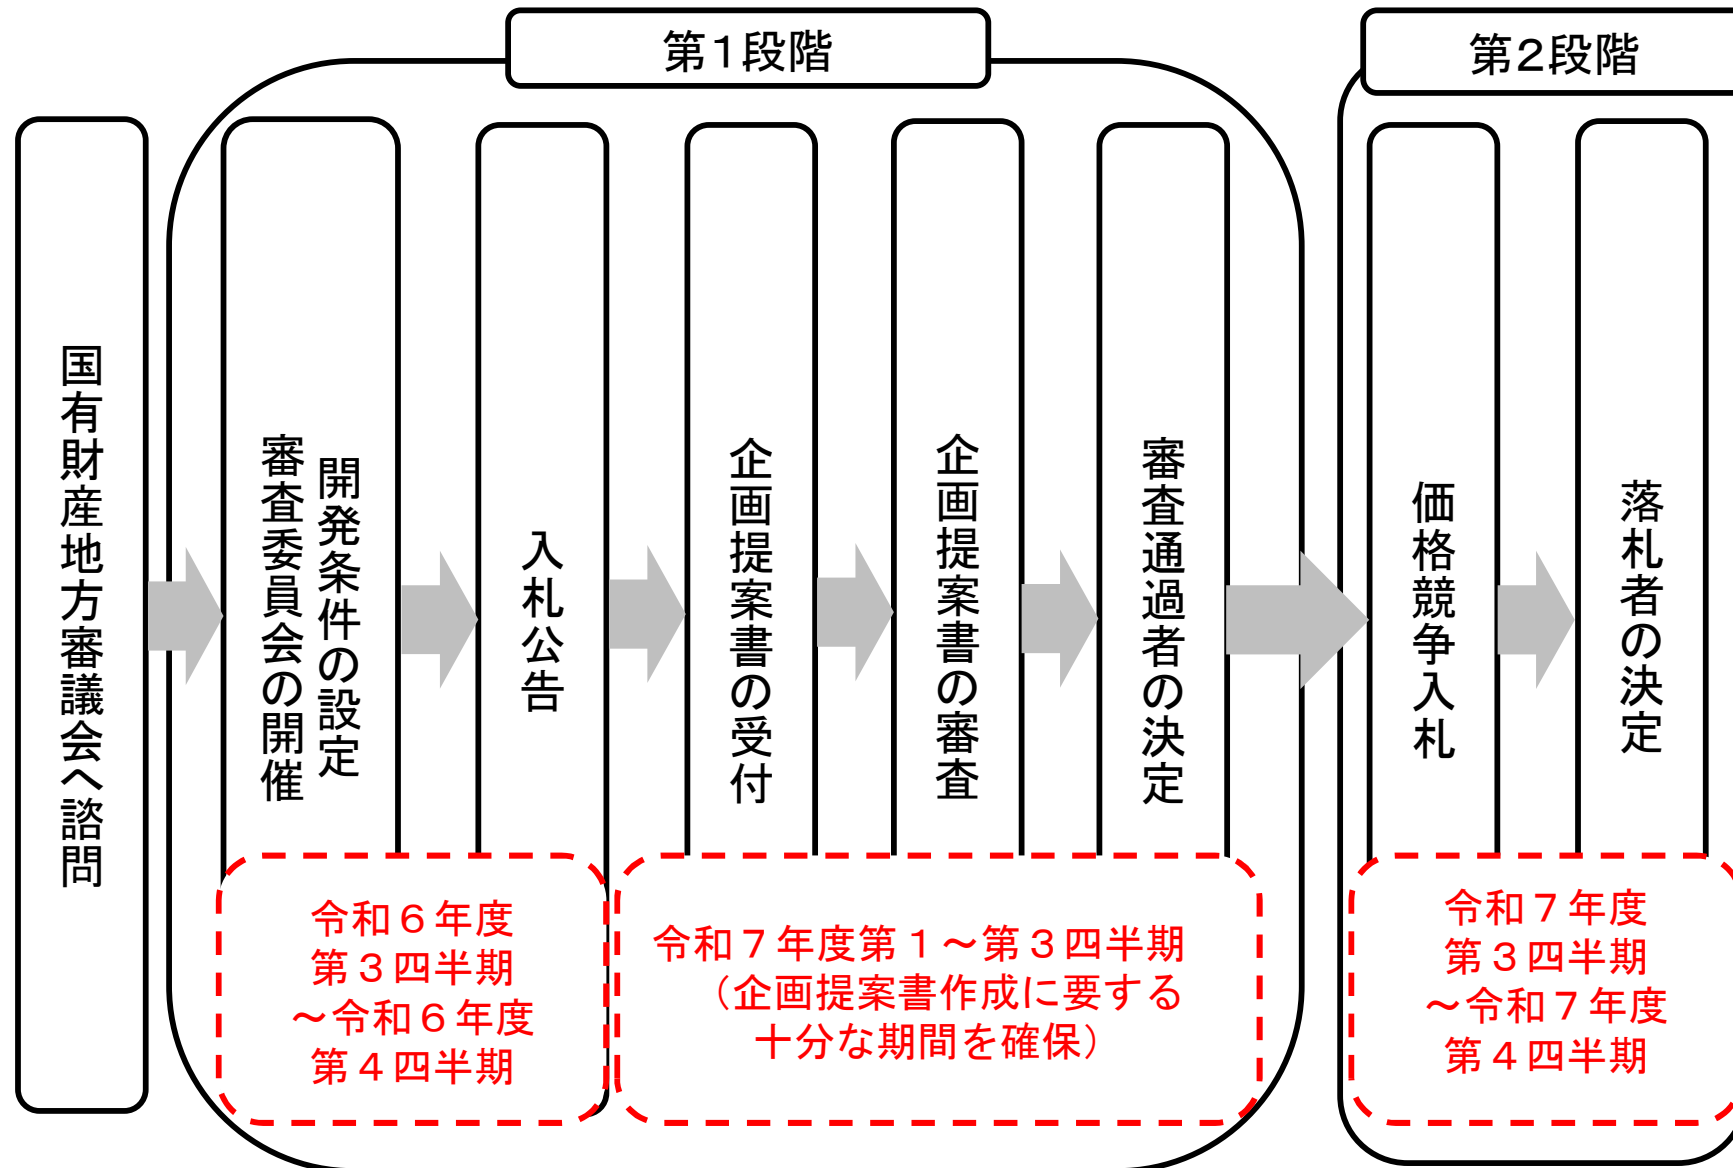 第１段階
第２段階
国有財産地方審議会へ諮問
開発条件の設定
審査委員会の開催
入札公告
企画提案書の受付
企画提案書の審査
審査通過者の決定
価格競争入札
落札者の決定
令和６年度
第３四半期
～令和６年度
第４四半期
令和７年度第１～第３四半期
（企画提案書作成に要する
十分な期間を確保）
令和７年度
第３四半期
～令和７年度
第４四半期